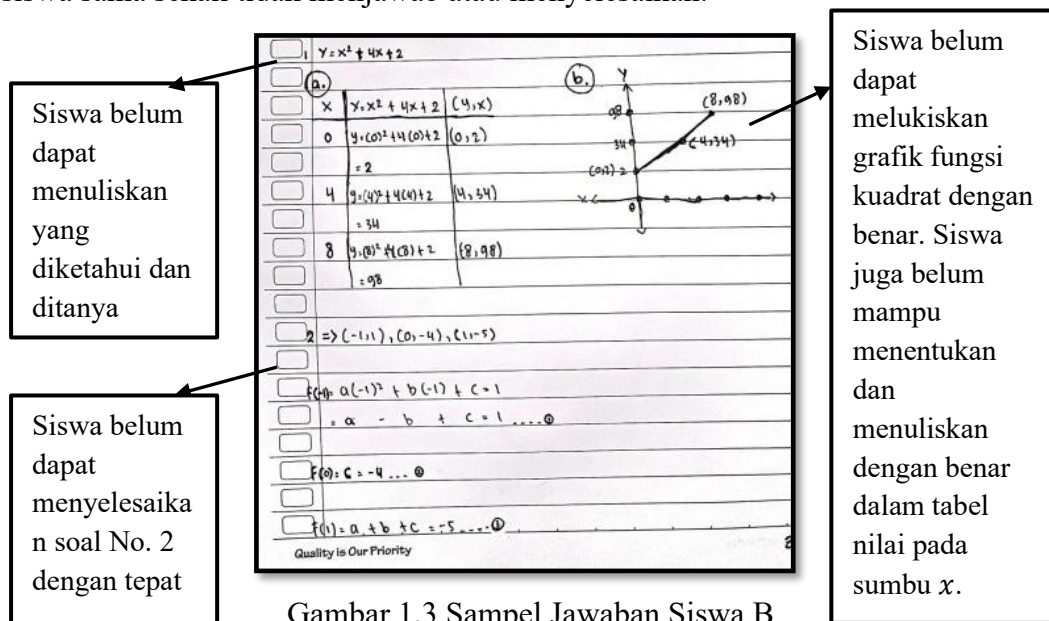 siswa sama sekali tidak menjawab atau menyelesaikan.
Siswa belum
dapat
menuliskan
yang
diketahui dan
ditanya
Siswa belum
dapat
menyelesaika
n soal No. 2
dengan tepat
1 Y = x² + 4x + 2
a.
x | x = x² + 4x + 2 | (y, x)
0 | y = (0)² + 4(0) + 2 | (0, 2)
= 2
4 | y = (4)² + 4(4) + 2 | (4, 34)
= 34
8 | y = (8)² + 4(8) + 2 | (8, 98)
= 98
b.
Y
98
(8, 98)
34
(4, 34)
(0,2) 2
X
0
2 => (-1,1), (0,-4), (1,-5)
F(-1) = a(-1)² + b(-1) + c = 1
= a - b + c = 1 ....①
F(0) = c = -4 ... ②
F(1) = a + b + c = -5 ....
Quality is Our Priority
Siswa belum
dapat
melukiskan
grafik fungsi
kuadrat dengan
benar. Siswa
juga belum
mampu
menentukan
dan
menuliskan
dengan benar
dalam tabel
nilai pada
sumbu x.
Gambar 1.3 Sampel Jawaban Siswa B